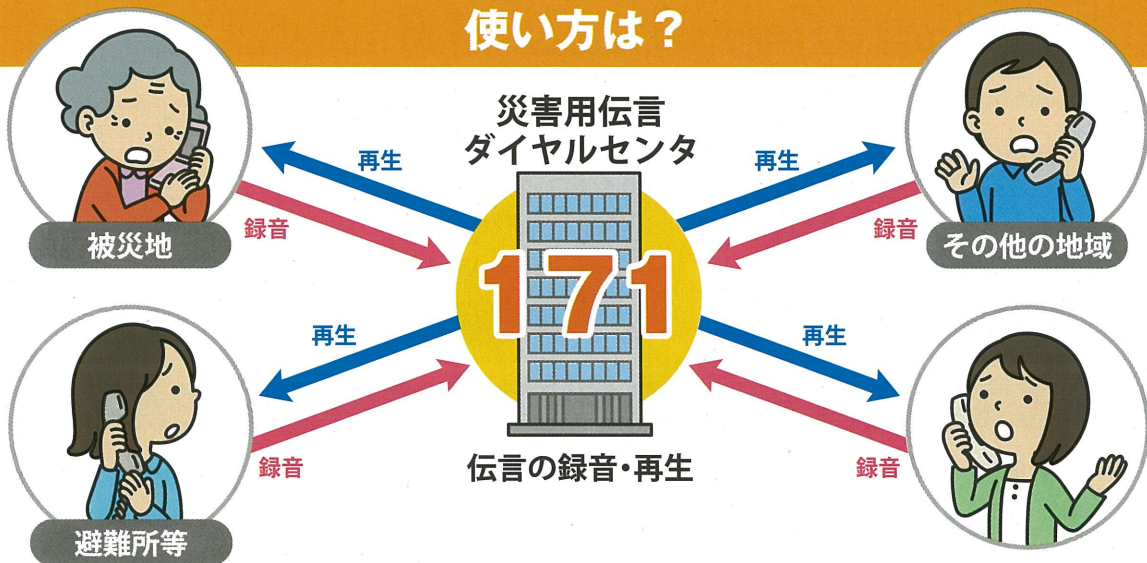 使い方は？
災害用伝言
ダイヤルセンタ
再生
再生
録音
録音
被災地
その他の地域
171
再生
再生
録音
録音
伝言の録音・再生
避難所等